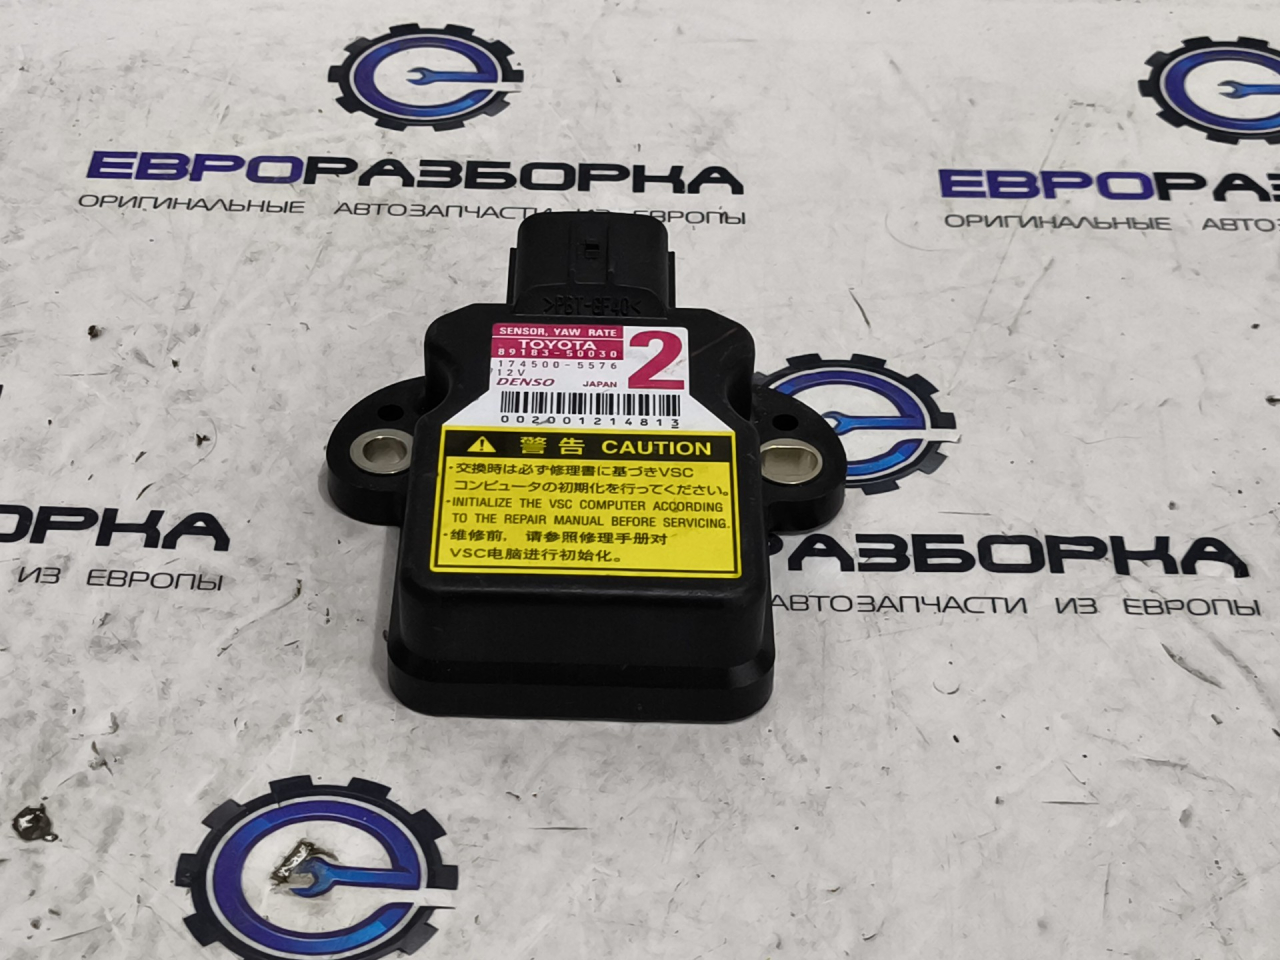 ЕВРОРАЗБОРКА
ОРИГИНАЛЬНЫЕ АВТОЗАПЧАСТИ ИЗ ЕВРОПЫ
ЕВРОРАЗБ
ОРИГИНАЛЬНЫЕ АВТОЗ
>PBT-GF40<
SENSOR, YAW RATE
TOYOTA
89183-50030
2
174500-5576
12V
DENSO JAPAN
0020012148132
警告 CAUTION
・交換時は必ず修理書に基づきVSC
コンピュータの初期化を行ってください。
・INITIALIZE THE VSC COMPUTER ACCORDING
TO THE REPAIR MANUAL BEFORE SERVICING.
・维修前，请参照修理手册对
VSC电脑进行初始化。
ОРКА
ИЗ ЕВРОПЫ
РАЗБОРКА
АВТОЗАПЧАСТИ ИЗ ЕВРОПЫ